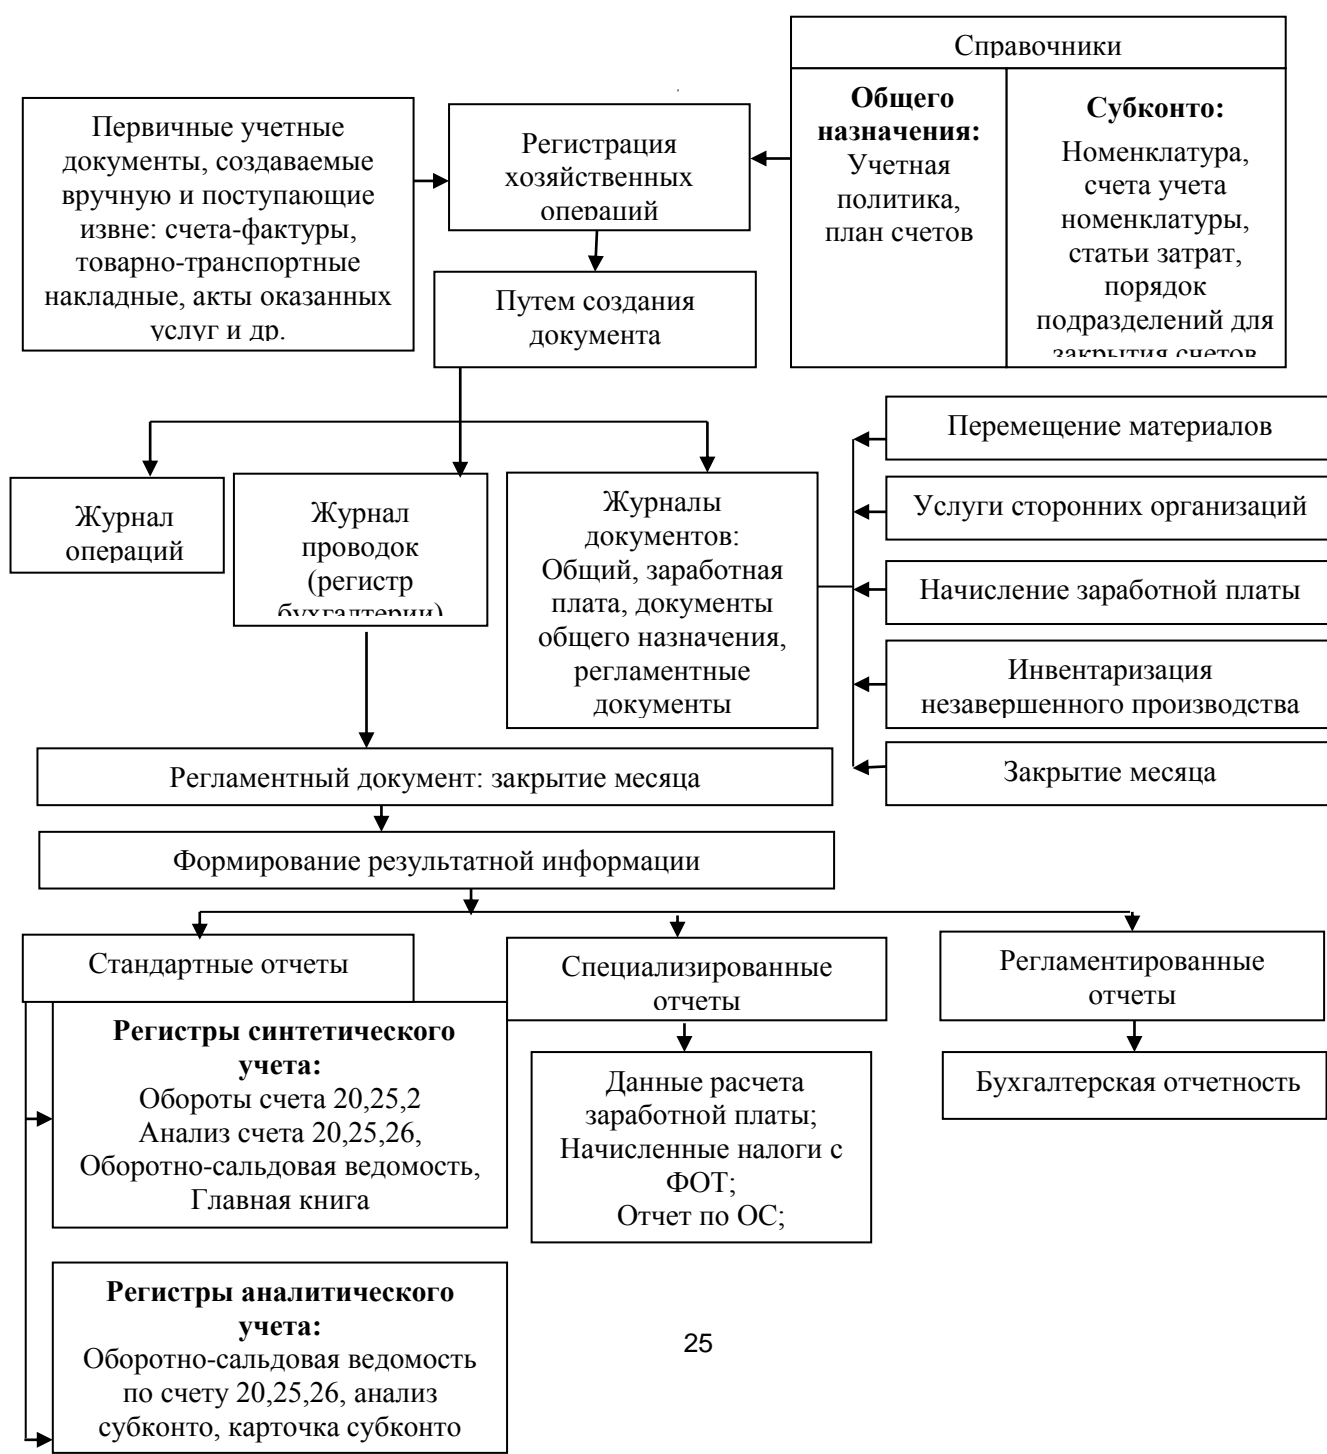 Справочники
Первичные учетные
документы, создаваемые
вручную и поступающие
извне: счета-фактуры,
товарно-транспортные
накладные, акты оказанных
услуг и др.
Регистрация
хозяйственных
операций
Общего
назначения:
Учетная
политика,
план счетов
Субконто:
Номенклатура,
счета учета
номенклатуры,
статьи затрат,
порядок
подразделений для
закрытия счетов
Путем создания
документа
Журнал
операций
Журнал
проводок
(регистр
бухгалтерии)
Журналы
документов:
Общий, заработная
плата, документы
общего назначения,
регламентные
документы
Перемещение материалов
Услуги сторонних организаций
Начисление заработной платы
Инвентаризация
незавершенного производства
Закрытие месяца
Регламентный документ: закрытие месяца
Формирование результатной информации
Стандартные отчеты
Специализированные
отчеты
Регламентированные
отчеты
Регистры синтетического
учета:
Обороты счета 20,25,2
Анализ счета 20,25,26,
Оборотно-сальдовая ведомость,
Главная книга
Данные расчета
заработной платы;
Начисленные налоги с
ФОТ;
Отчет по ОС;
Бухгалтерская отчетность
Регистры аналитического
учета:
Оборотно-сальдовая ведомость
по счету 20,25,26, анализ
субконто, карточка субконто
25